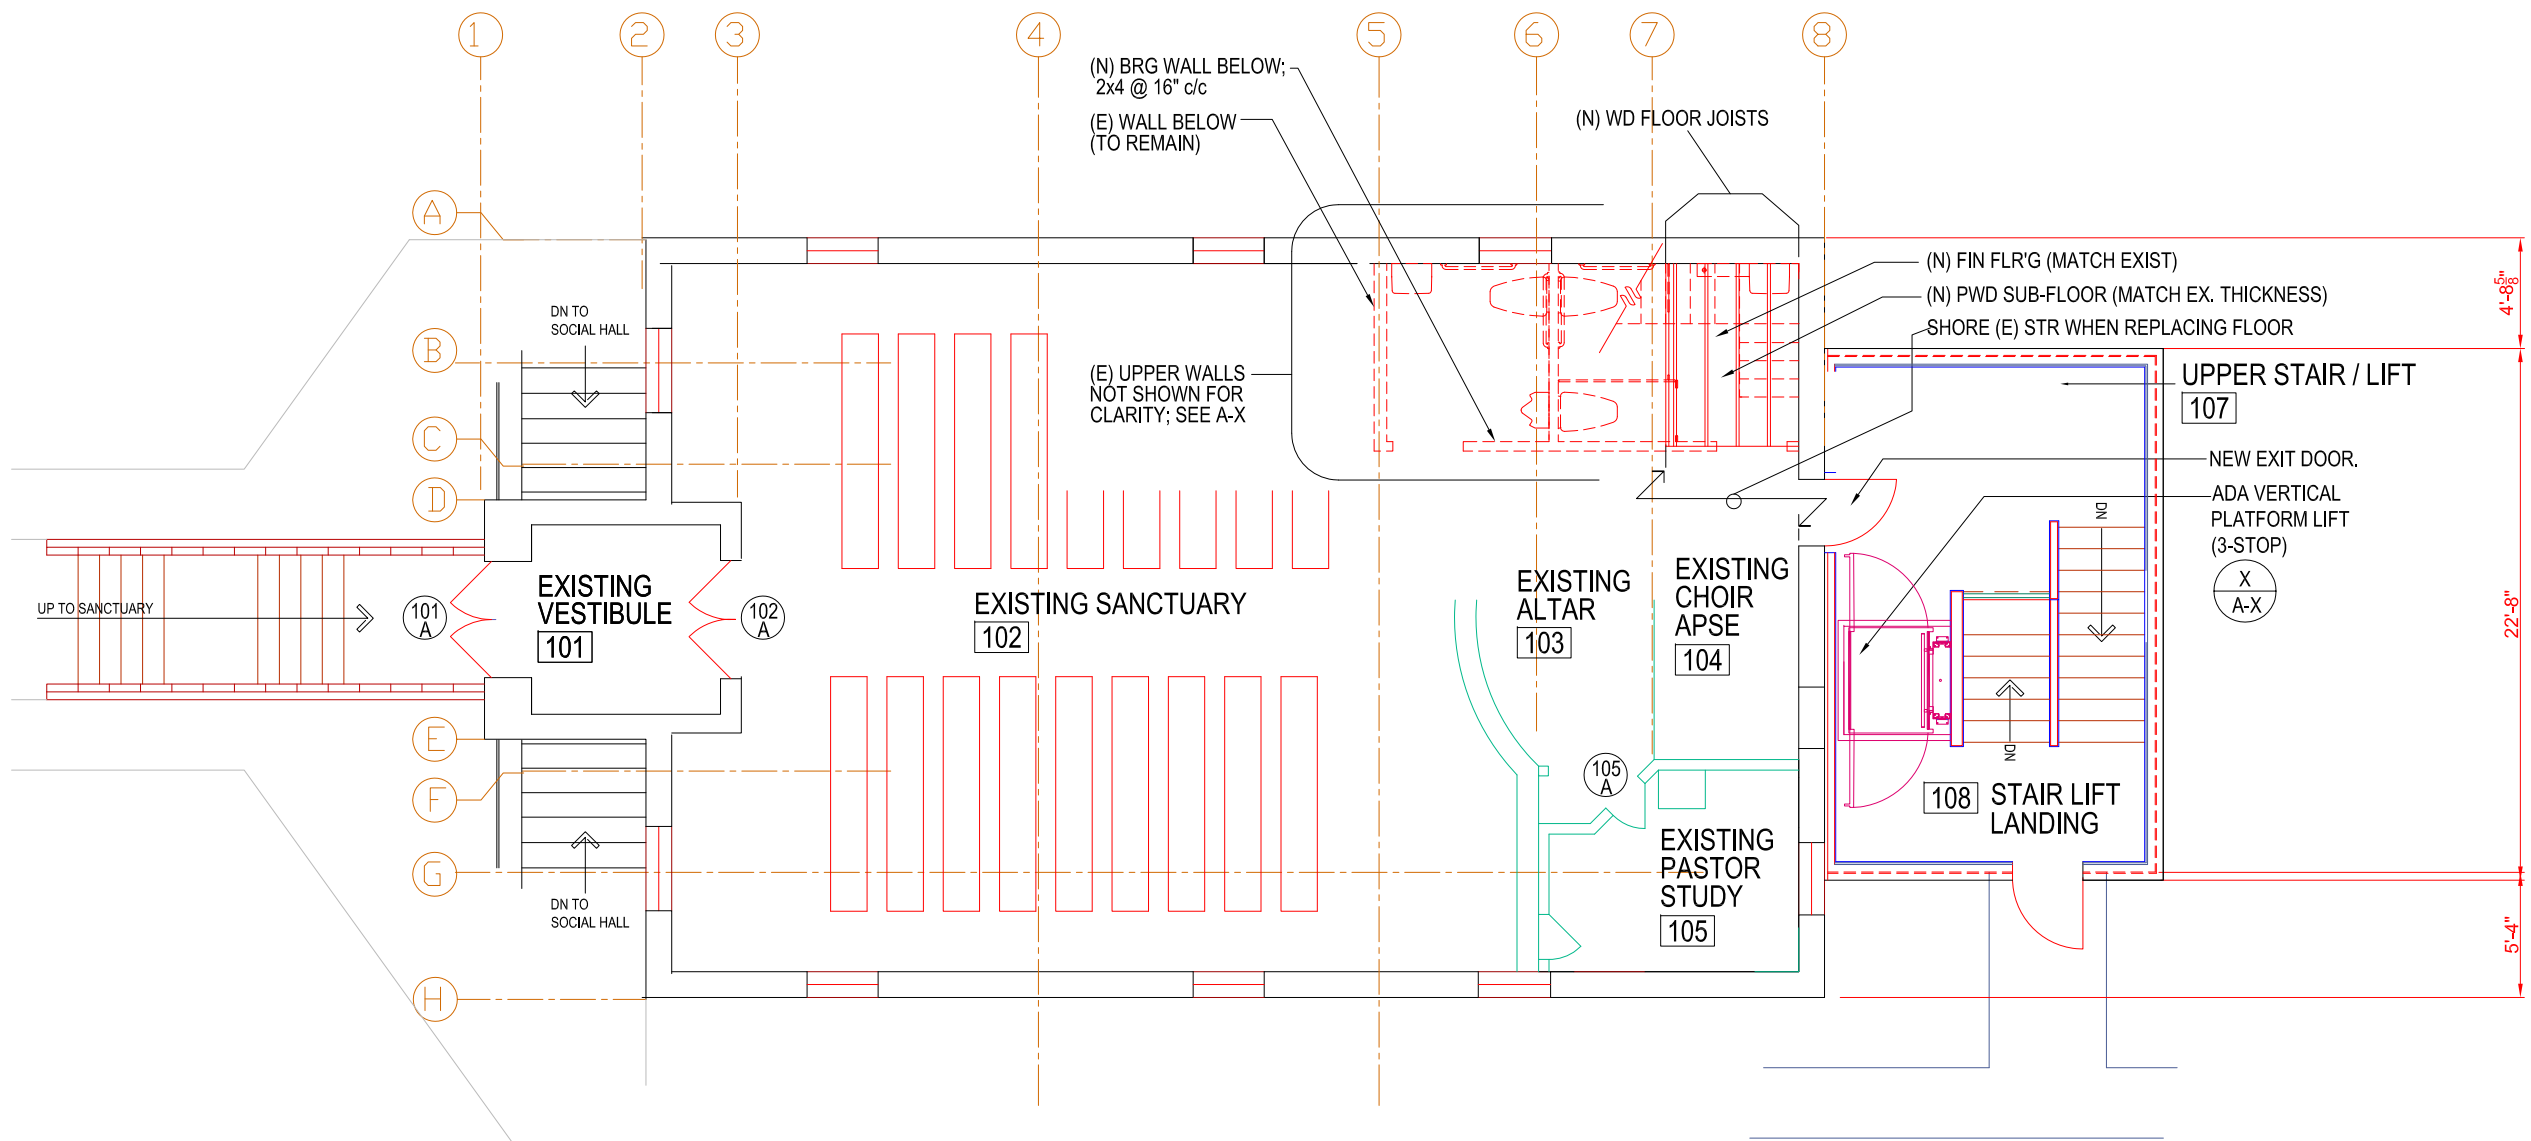 1
2
3
4
5
6
7
8
(N) BRG WALL BELOW;
2x4 @ 16" c/c
(E) WALL BELOW
(TO REMAIN)
(N) WD FLOOR JOISTS
A
B
C
D
E
F
G
H
(N) FIN FLR'G (MATCH EXIST)
(N) PWD SUB-FLOOR (MATCH EX. THICKNESS)
SHORE (E) STR WHEN REPLACING FLOOR
4'-8 5/8"
DN TO
SOCIAL HALL
(E) UPPER WALLS
NOT SHOWN FOR
CLARITY; SEE A-X
UPPER STAIR / LIFT
107
NEW EXIT DOOR.
ADA VERTICAL
PLATFORM LIFT
(3-STOP)
X
A-X
DN
DN
22'-8"
UP TO SANCTUARY
101
A
EXISTING
VESTIBULE
101
102
A
EXISTING SANCTUARY
102
EXISTING
ALTAR
103
EXISTING
CHOIR
APSE
104
105
A
108
STAIR LIFT
LANDING
EXISTING
PASTOR
STUDY
105
DN TO
SOCIAL HALL
5'-4"